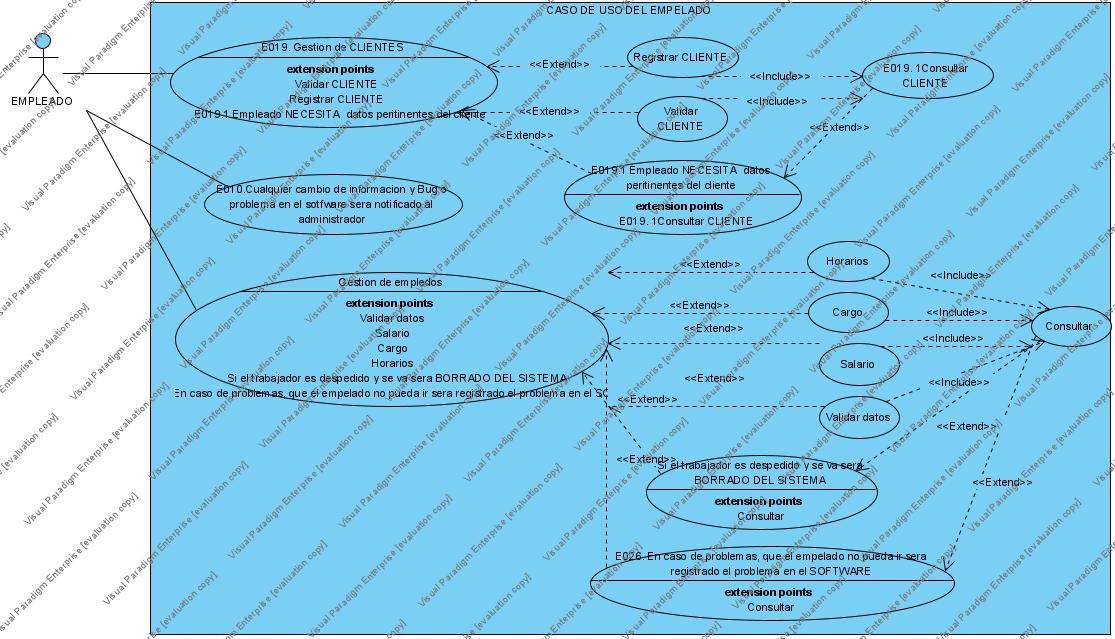 CASO DE USO DEL EMPELADO
EMPLEADO
E019. Gestion de CLIENTES
extension points
Validar CLIENTE
Registrar CLIENTE
E019.1 Empleado NECESITA datos peritinentes del cliente
<<Extend>>
Registrar CLIENTE
<<Include>>
E019.1Consultar
CLIENTE
<<Include>>
<<Extend>>
Validar
CLIENTE
<<Extend>>
<<Extend>>
E019.1 Empleado NECESITA datos
peritinentes del cliente
extension points
E019.1Consultar CLIENTE
E010.Cualquier cambio de informacion y Bug o
problema en el sotfware sera notificado al
administrador
Gestion de empledos
extension points
Validar datos
Salario
Cargo
Horarios
Si el trabajador es despedido y se va sera BORRADO DEL SISTEMA
En caso de problemas, que el empelado no pueda ir sera registrado el problema en el SO
<<Extend>>
Horarios
<<Include>>
<<Extend>>
Cargo
<<Include>>
Consultar
<<Extend>>
<<Include>>
Salario
<<Extend>>
<<Include>>
<<Extend>>
Validar datos
<<Extend>>
<<Extend>>
Si el trabajador es despedido y se va sera
BORRADO DEL SISTEMA
extension points
Consultar
<<Extend>>
E026. En caso de problemas, que el empelado no pueda ir sera
registrado el problema en el SOFTWARE
extension points
Consultar
Visual Paradigm Enterprise [evaluation copy]